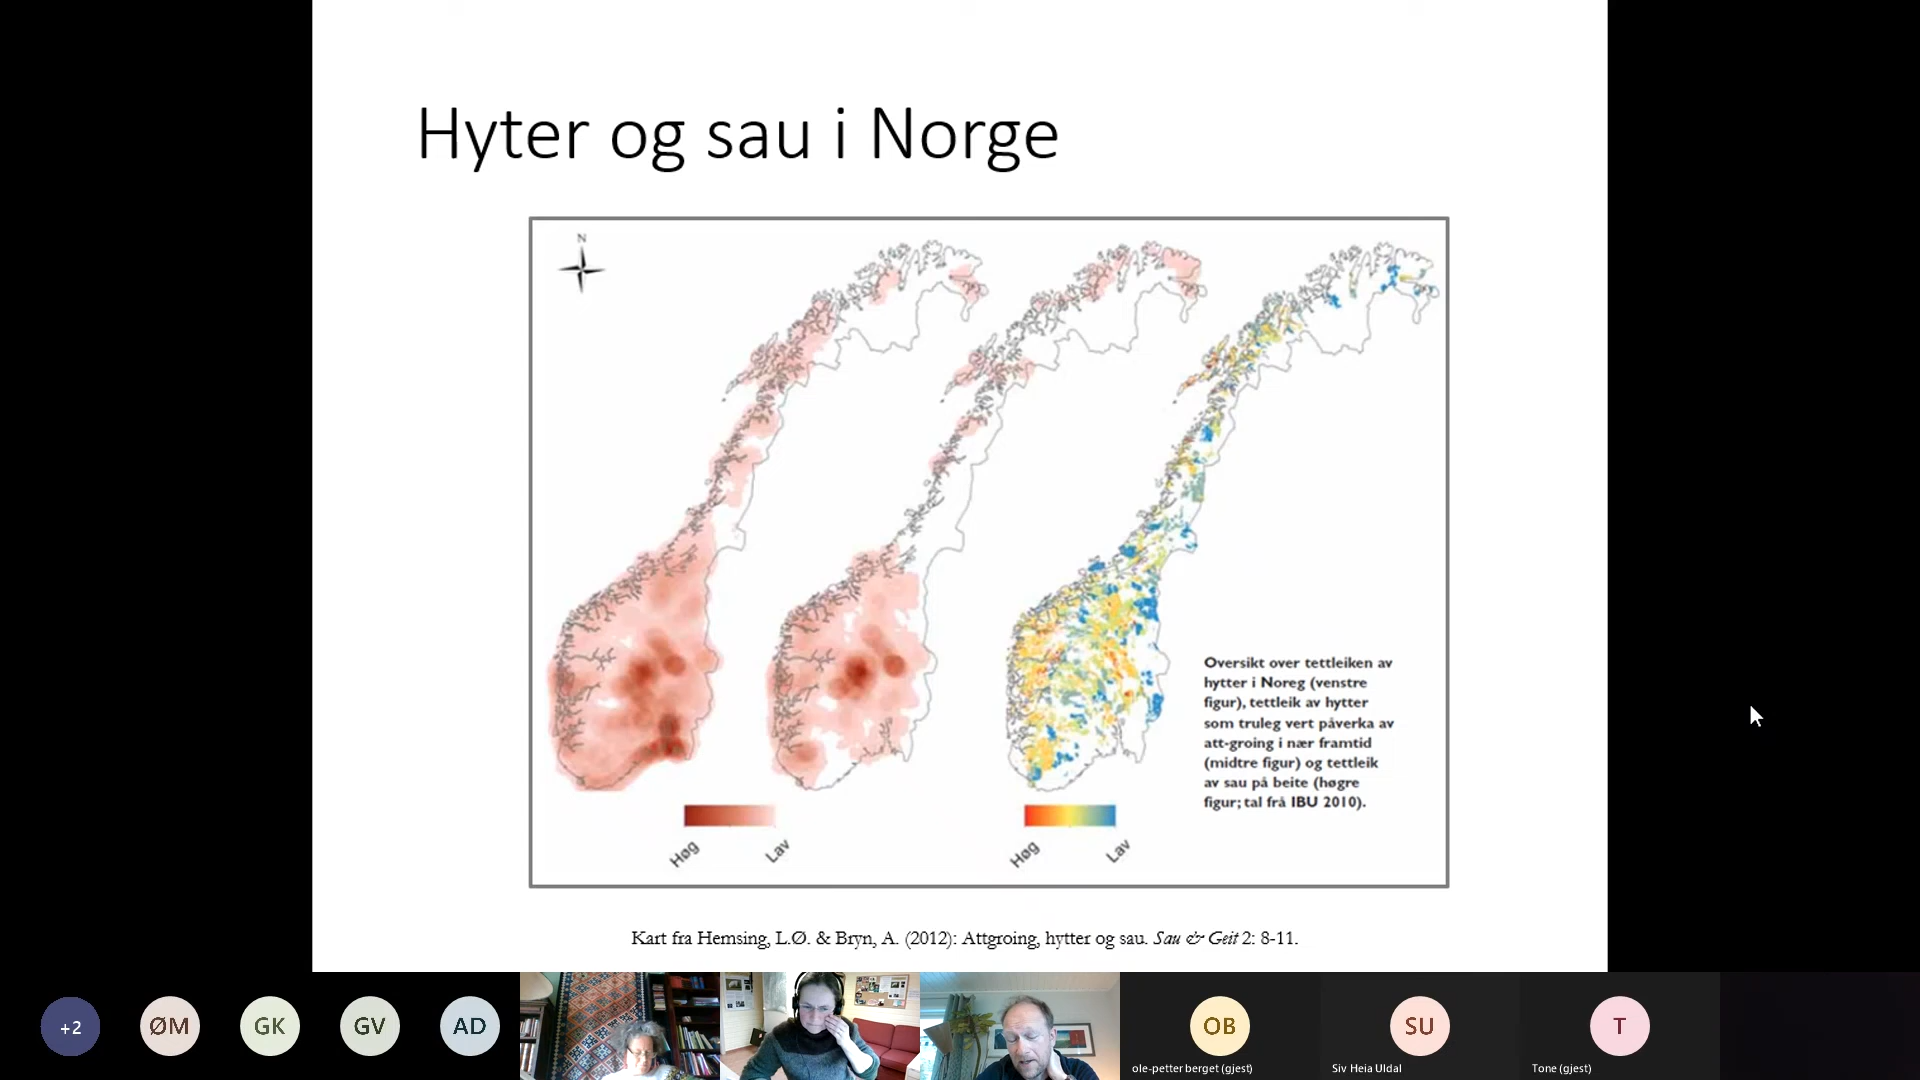 Hyter og sau i Norge
N
Oversikt over tettleiken av
hytter i Noreg (venstre
figur), tettleik av hytter
som truleg vert påverka av
att-groing i nær framtid
(midtre figur) og tettleik
av sau på beite (høgre
figur; tal frå IBU 2010).
Høg
Lav
Høg
Lav
Kart fra Hemsing, L.Ø. & Bryn, A. (2012): Attgroing, hytter og sau. Sau & Geit 2: 8-11.
+2
ØM
GK
GV
AD
OB
SU
T
ole-petter berget (gjest)
Siv Heia Uldal
Tone (gjest)